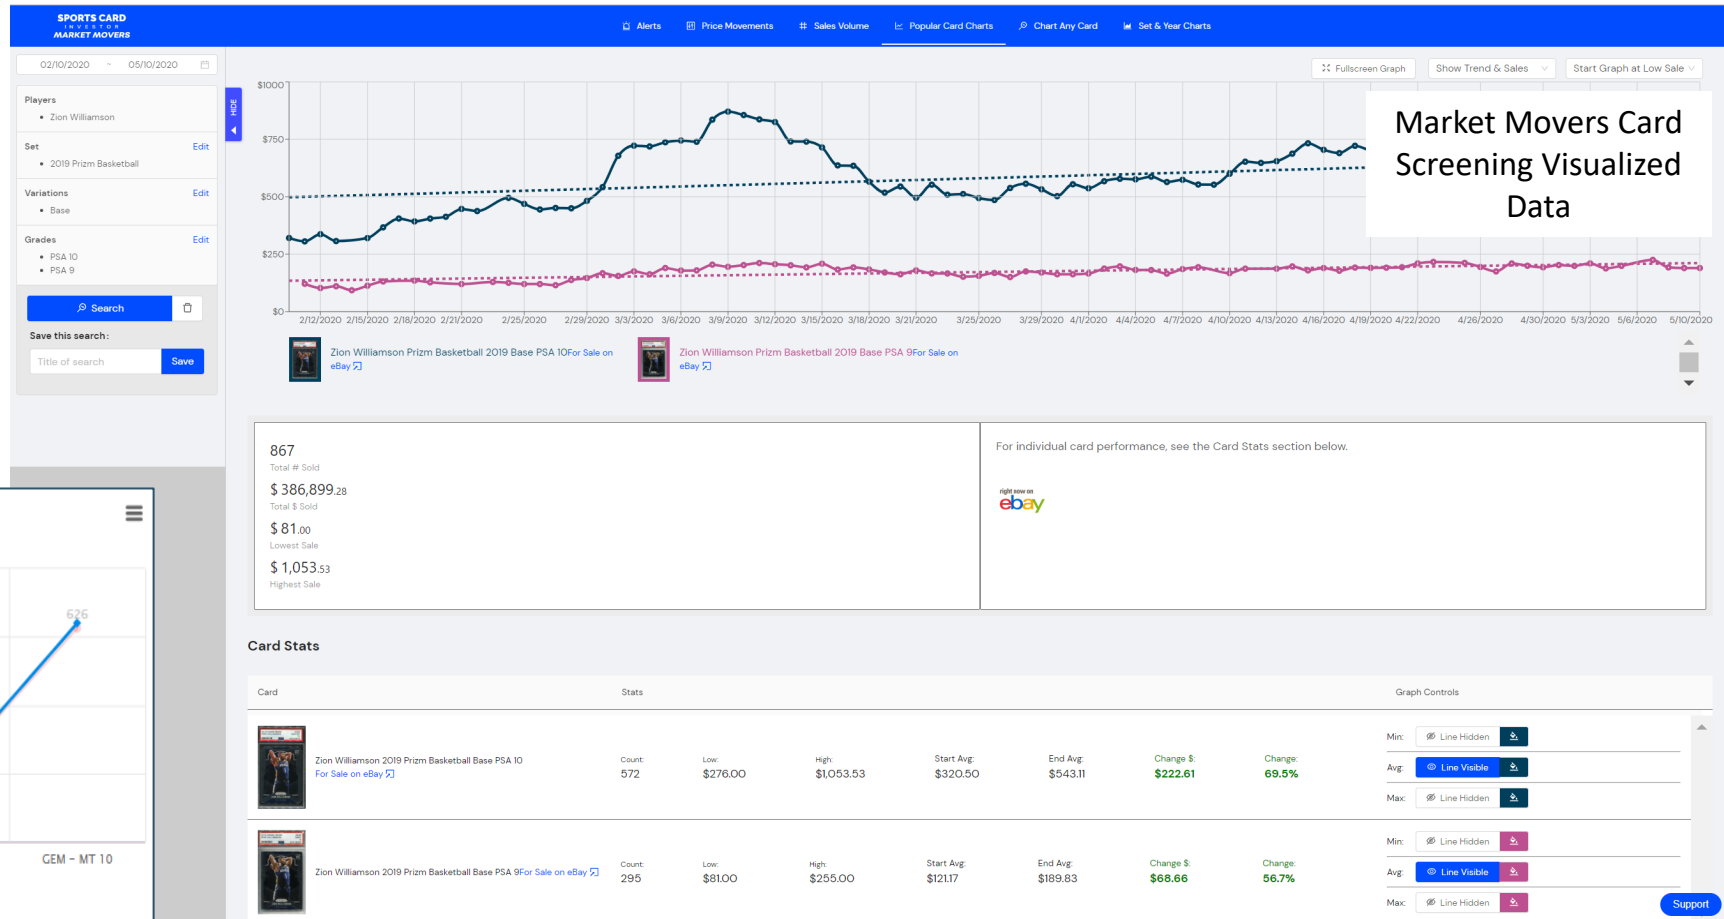 SPORTS CARD
INVESTOR
MARKET MOVERS
Alerts
Price Movements
# Sales Volume
Popular Card Charts
Chart Any Card
Set & Year Charts
02/10/2020 ~ 05/10/2020
Players
• Zion Williamson
Set Edit
• 2019 Prizm Basketball
Variations Edit
• Base
Grades Edit
• PSA 10
• PSA 9
Search
Save this search:
Title of search Save
HIDE
Fullscreen Graph
Show Trend & Sales
Start Graph at Low Sale
Market Movers Card
Screening Visualized
Data
$1000
$750
$500
$250
$0
2/12/2020 2/15/2020 2/18/2020 2/21/2020 2/25/2020 2/29/2020 3/3/2020 3/6/2020 3/9/2020 3/12/2020 3/15/2020 3/18/2020 3/21/2020 3/25/2020 3/29/2020 4/1/2020 4/4/2020 4/7/2020 4/10/2020 4/13/2020 4/16/2020 4/19/2020 4/22/2020 4/26/2020 4/30/2020 5/3/2020 5/6/2020 5/10/2020
Zion Williamson Prizm Basketball 2019 Base PSA 10For Sale on
eBay
Zion Williamson Prizm Basketball 2019 Base PSA 9For Sale on
eBay
867
Total # Sold
$ 386,899.28
Total $ Sold
$ 81.00
Lowest Sale
$ 1,053.53
Highest Sale
For individual card performance, see the Card Stats section below.
right now on
ebay
626
GEM - MT 10
Card Stats
Card Stats Graph Controls
Zion Williamson 2019 Prizm Basketball Base PSA 10
For Sale on eBay
Count: Low: High: Start Avg: End Avg: Change $: Change:
572 $276.00 $1,053.53 $320.50 $543.11 $222.61 69.5%
Min: Line Hidden
Avg: Line Visible
Max: Line Hidden
Zion Williamson 2019 Prizm Basketball Base PSA 9For Sale on eBay
Count: Low: High: Start Avg: End Avg: Change $: Change:
295 $81.00 $255.00 $121.17 $189.83 $68.66 56.7%
Min: Line Hidden
Avg: Line Visible
Max: Line Hidden
Support